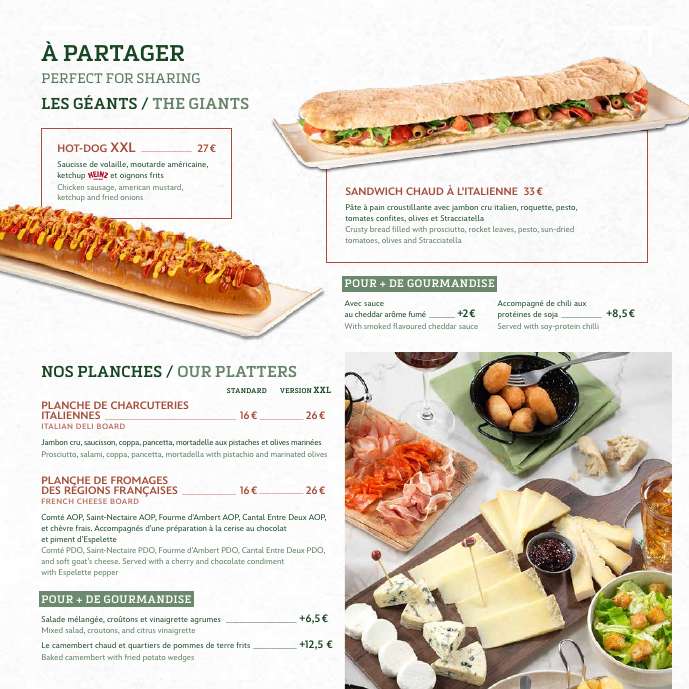 À PARTAGER
PERFECT FOR SHARING
LES GÉANTS / THE GIANTS
HOT-DOG XXL 27 €
Saucisse de volaille, moutarde américaine,
ketchup HEINZ et oignons frits
Chicken sausage, american mustard,
ketchup and fried onions
SANDWICH CHAUD À L'ITALIENNE 33 €
Pâte à pain croustillante avec jambon cru italien, roquette, pesto,
tomates confites, olives et Stracciatella
Crusty bread filled with prosciutto, rocket leaves, pesto, sun-dried
tomatoes, olives and Stracciatella
POUR + DE GOURMANDISE
Avec sauce
au cheddar arôme fumé +2 €
With smoked flavoured cheddar sauce
Accompagné de chili aux
protéines de soja +8,5 €
Served with soy-protein chilli
NOS PLANCHES / OUR PLATTERS
STANDARD VERSION XXL
PLANCHE DE CHARCUTERIES
ITALIENNES 16 € 26 €
ITALIAN DELI BOARD
Jambon cru, saucisson, coppa, pancetta, mortadelle aux pistaches et olives marinées
Prosciutto, salami, coppa, pancetta, mortadella with pistachio and marinated olives
PLANCHE DE FROMAGES
DES RÉGIONS FRANÇAISES 16 € 26 €
FRENCH CHEESE BOARD
Comté AOP, Saint-Nectaire AOP, Fourme d'Ambert AOP, Cantal Entre Deux AOP,
et chèvre frais. Accompagnés d'une préparation à la cerise au chocolat
et piment d'Espelette
Comté PDO, Saint-Nectaire PDO, Fourme d'Ambert PDO, Cantal Entre Deux PDO,
and soft goat's cheese. Served with a cherry and chocolate condiment
with Espelette pepper
POUR + DE GOURMANDISE
Salade mélangée, croûtons et vinaigrette agrumes +6,5 €
Mixed salad, croutons, and citrus vinaigrette
Le camembert chaud et quartiers de pommes de terre frits +12,5 €
Baked camembert with fried potato wedges